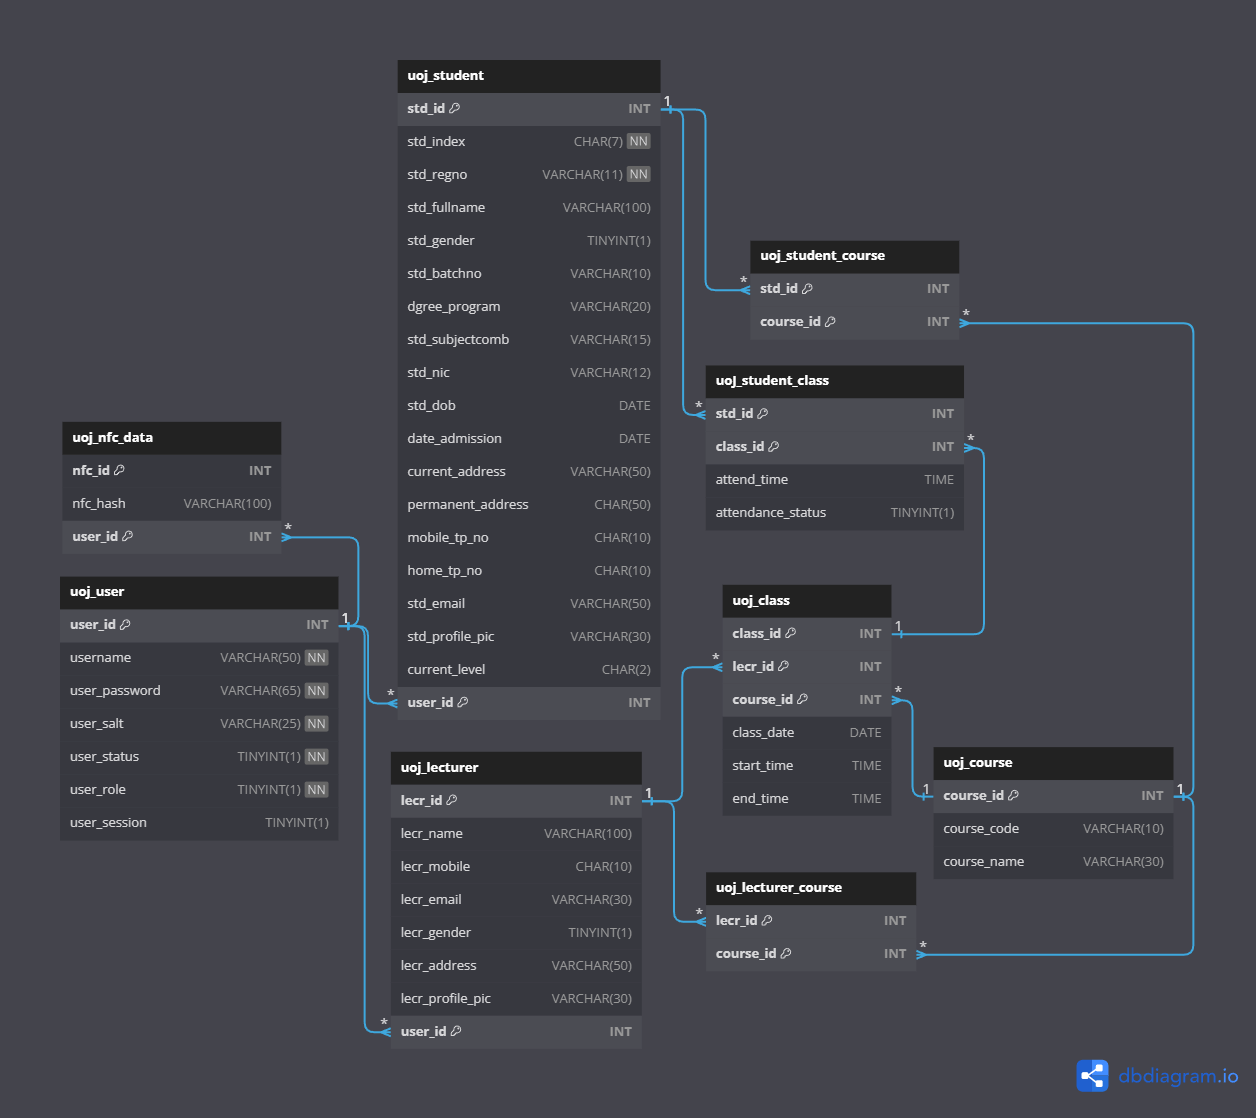 uoj_student
std_id INT
std_index CHAR(7) NN
std_regno VARCHAR(11) NN
std_fullname VARCHAR(100)
std_gender TINYINT(1)
std_batchno VARCHAR(10)
dgree_program VARCHAR(20)
std_subjectcomb VARCHAR(15)
std_nic VARCHAR(12)
std_dob DATE
date_admission DATE
current_address VARCHAR(50)
permanent_address CHAR(50)
mobile_tp_no CHAR(10)
home_tp_no CHAR(10)
std_email VARCHAR(50)
std_profile_pic VARCHAR(30)
current_level CHAR(2)
user_id INT
1
*
uoj_student_course
std_id INT
course_id INT
*
*
uoj_student_class
std_id INT
class_id INT
attend_time TIME
attendance_status TINYINT(1)
*
*
uoj_nfc_data
nfc_id INT
nfc_hash VARCHAR(100)
user_id INT
*
uoj_user
user_id INT
username VARCHAR(50) NN
user_password VARCHAR(65) NN
user_salt VARCHAR(25) NN
user_status TINYINT(1) NN
user_role TINYINT(1) NN
user_session TINYINT(1)
1
uoj_class
class_id INT
lecr_id INT
course_id INT
class_date DATE
start_time TIME
end_time TIME
1
*
*
uoj_lecturer
lecr_id INT
lecr_name VARCHAR(100)
lecr_mobile CHAR(10)
lecr_email VARCHAR(30)
lecr_gender TINYINT(1)
lecr_address VARCHAR(50)
lecr_profile_pic VARCHAR(30)
user_id INT
1
*
uoj_course
course_id INT
course_code VARCHAR(10)
course_name VARCHAR(30)
1
1
uoj_lecturer_course
lecr_id INT
course_id INT
*
*
dbdiagram.io